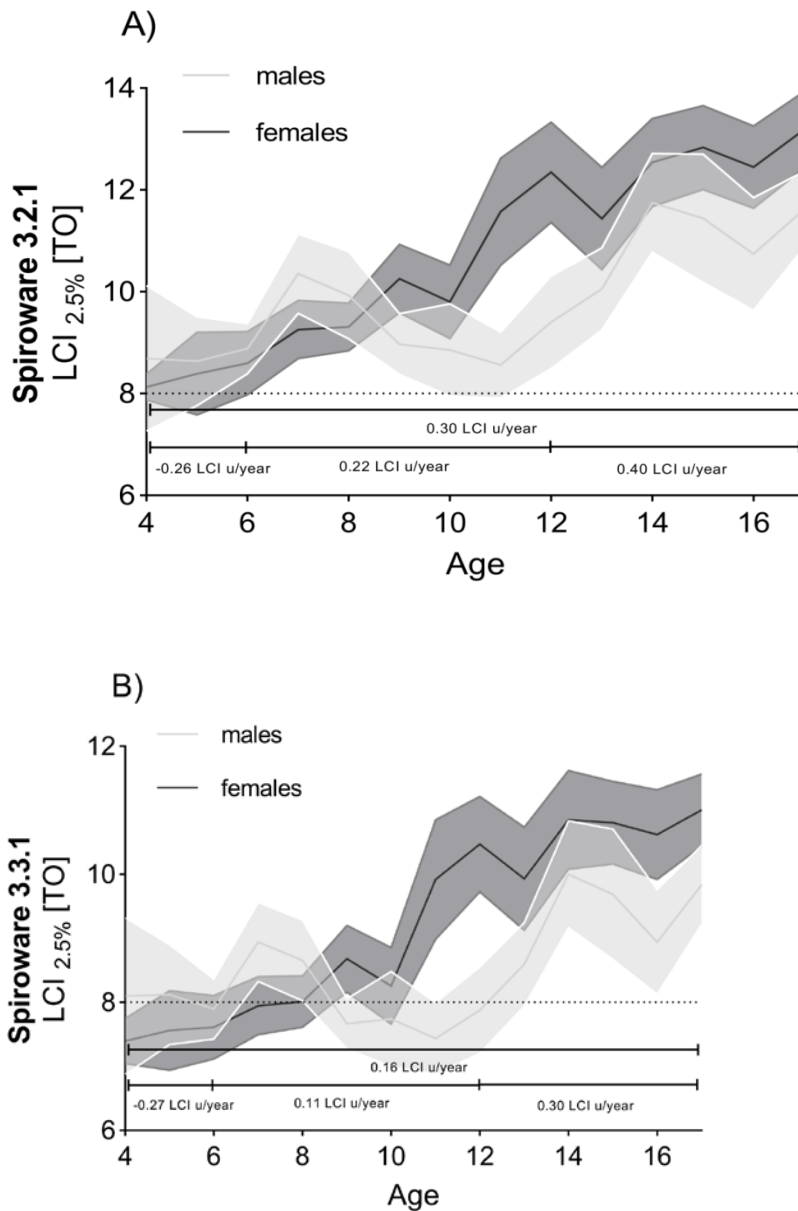 A)
males
females
Spiroware 3.2.1
LCI 2.5% [TO]
14
12
10
8
6
0.30 LCI u/year
-0.26 LCI u/year 0.22 LCI u/year 0.40 LCI u/year
4 6 8 10 12 14 16
Age
B)
males
females
Spiroware 3.3.1
LCI 2.5% [TO]
12
10
8
6
0.16 LCI u/year
-0.27 LCI u/year 0.11 LCI u/year 0.30 LCI u/year
4 6 8 10 12 14 16
Age